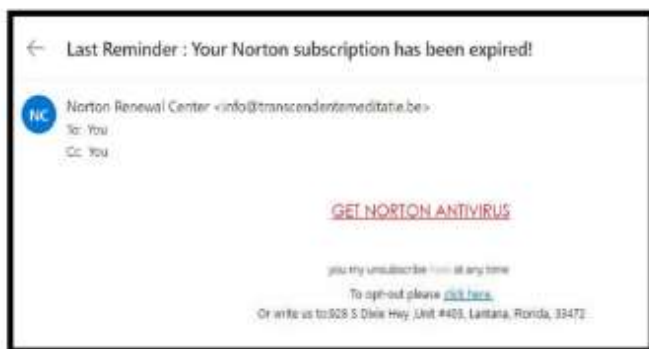 Last Reminder : Your Norton subscription has been expired!
NC
Norton Renewal Center <info@transcendentemeditatie.be>
To: You
Cc: You
GET NORTON ANTIVIRUS
you my unsubscribe here at any time
To opt-out please click here.
Or write us to:928 S Dixie Hwy ,Unit #403, Lantana, Florida, 33472